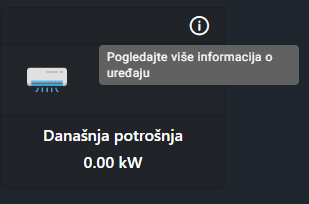 Pogledajte više informacija o
uređaju
Današnja potrošnja
0.00 kW